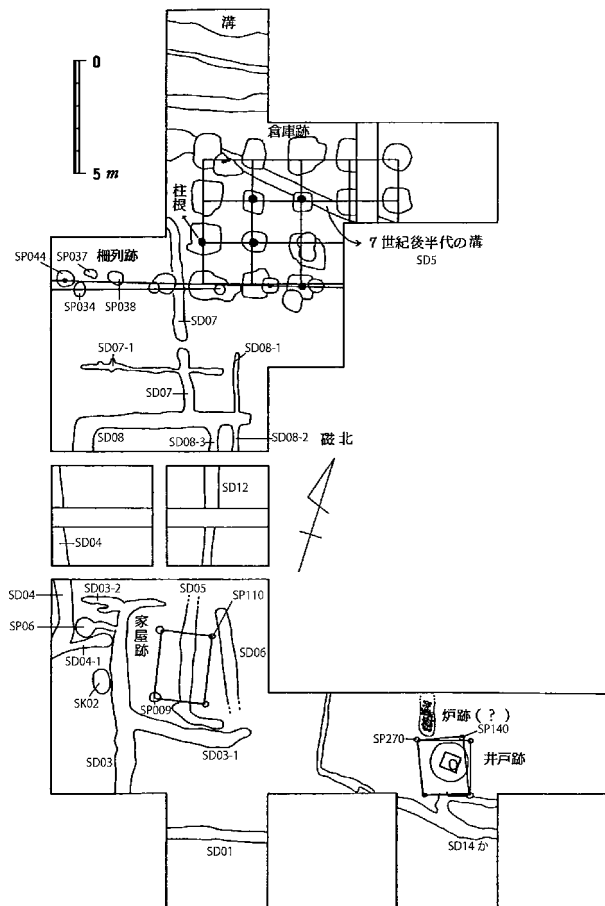 溝
0
5 m
倉庫跡
柱根
7世紀後半代の溝
SD5
柵列跡
SP044
SP037
SP034
SP038
SD07
SD07-1
SD08-1
SD07
SD08
SD08-3
SD08-2
磁北
SD12
SD04
SD04
SD03-2
SD05
SP110
SP06
家屋跡
SD06
SD04-1
SK02
SP009
SD03
SD03-1
炉跡(?)
SP140
SP270
井戸跡
SD01
SD14か